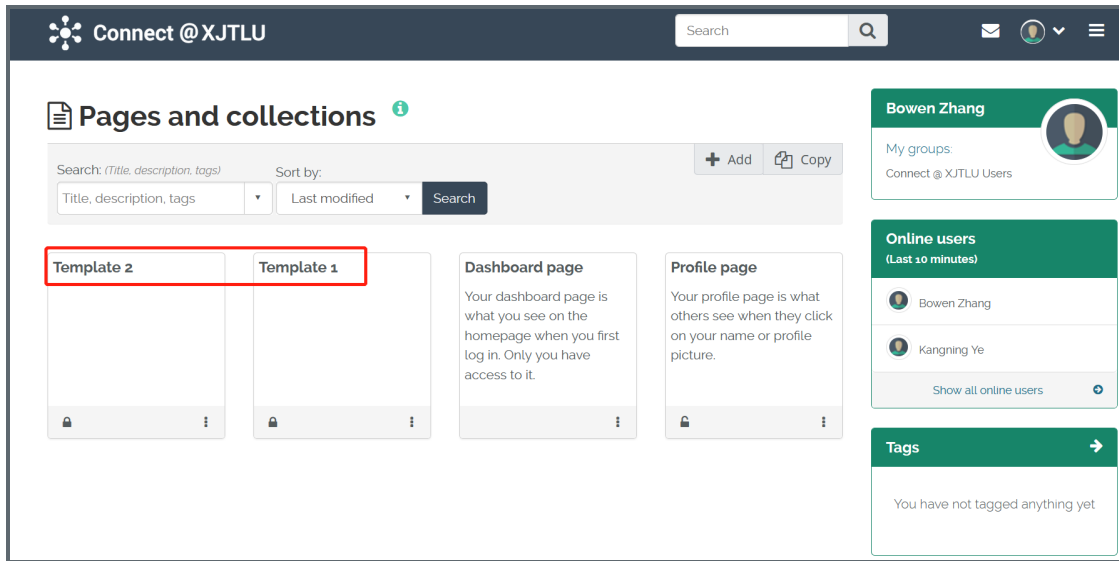 Connect @ XJTLU
Search
Pages and collections
Add
Copy
Search: (Title, description, tags)
Sort by:
Title, description, tags
Last modified
Search
Template 2
Template 1
Dashboard page
Your dashboard page is
what you see on the
homepage when you first
log in. Only you have
access to it.
Profile page
Your profile page is what
others see when they click
on your name or profile
picture.
Bowen Zhang
My groups:
Connect @ XJTLU Users
Online users
(Last 10 minutes)
Bowen Zhang
Kangning Ye
Show all online users
Tags
You have not tagged anything yet